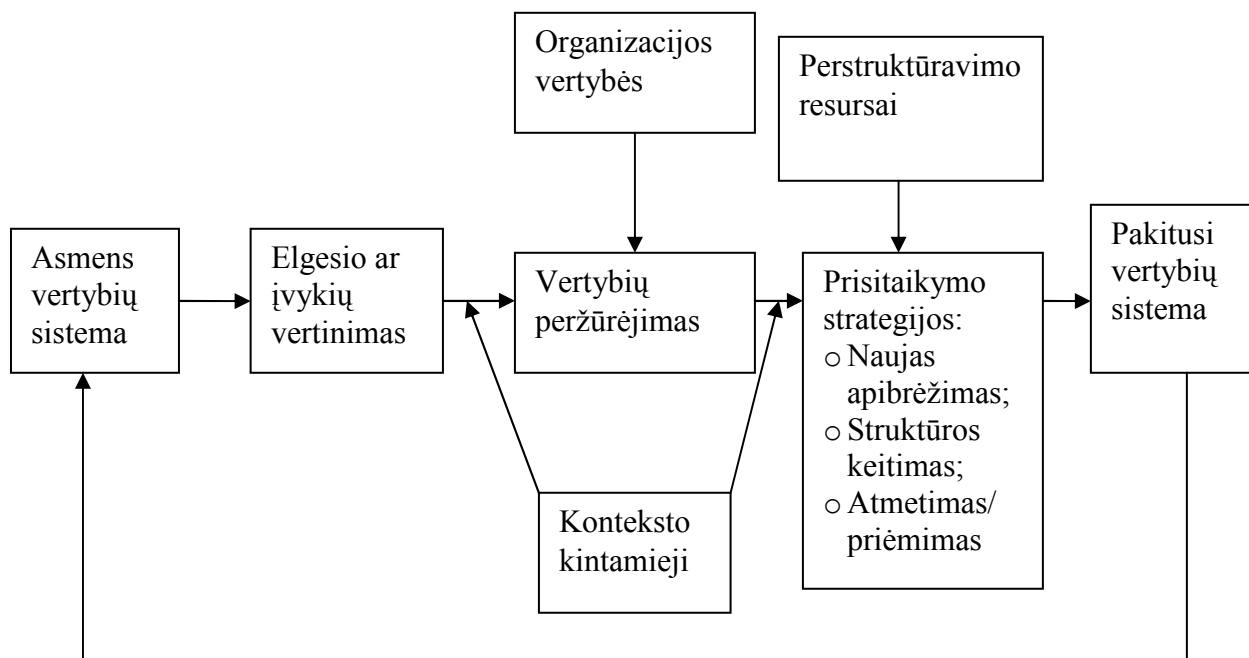 Organizacijos
vertybės
Perstruktūravimo
resursai
Asmens
vertybių
sistema
Elgesio ar
įvykių
vertinimas
Vertybių
peržūrėjimas
Prisitaikymo
strategijos:
o Naujas
apibrėžimas;
o Struktūros
keitimas;
o Atmetimas/
priėmimas
Pakitusi
vertybių
sistema
Konteksto
kintamieji